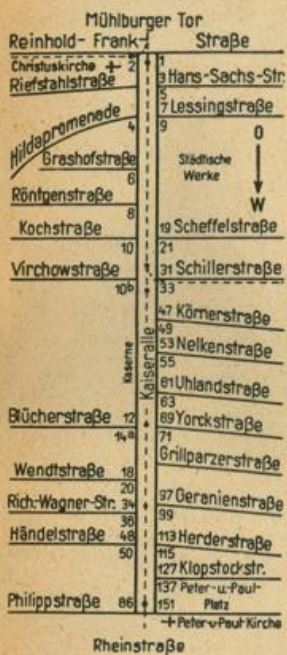 Mühlburger Tor
Reinhold-Frank- Straße
Christuskirche 2 1
Riefstahlstraße 3 Hans-Sachs-Str.
5
7 Lessingstraße
Hildapromenade 4 9
O
Grashofstraße Städtische
6 Werke
W
Röntgenstraße
8
Kochstraße 19 Scheffelstraße
10 21
Virchowstraße 31 Schillerstraße
10b 33
47 Körnerstraße
49
53 Nelkenstraße
55
Kaserne
Kaiserallee
61 Uhlandstraße
63
Blücherstraße 12 69 Yorckstraße
14a 71
Grillparzerstraße
Wendtstraße 18
20 97 Geranienstraße
Rich.-Wagner-Str. 34 99
36
Händelstraße 48 113 Herderstraße
50 115
127 Klopstockstr.
137 Peter-u.-Paul-
Philippstraße 86 151 Platz
Peter u Paul Kirche
Rheinstraße